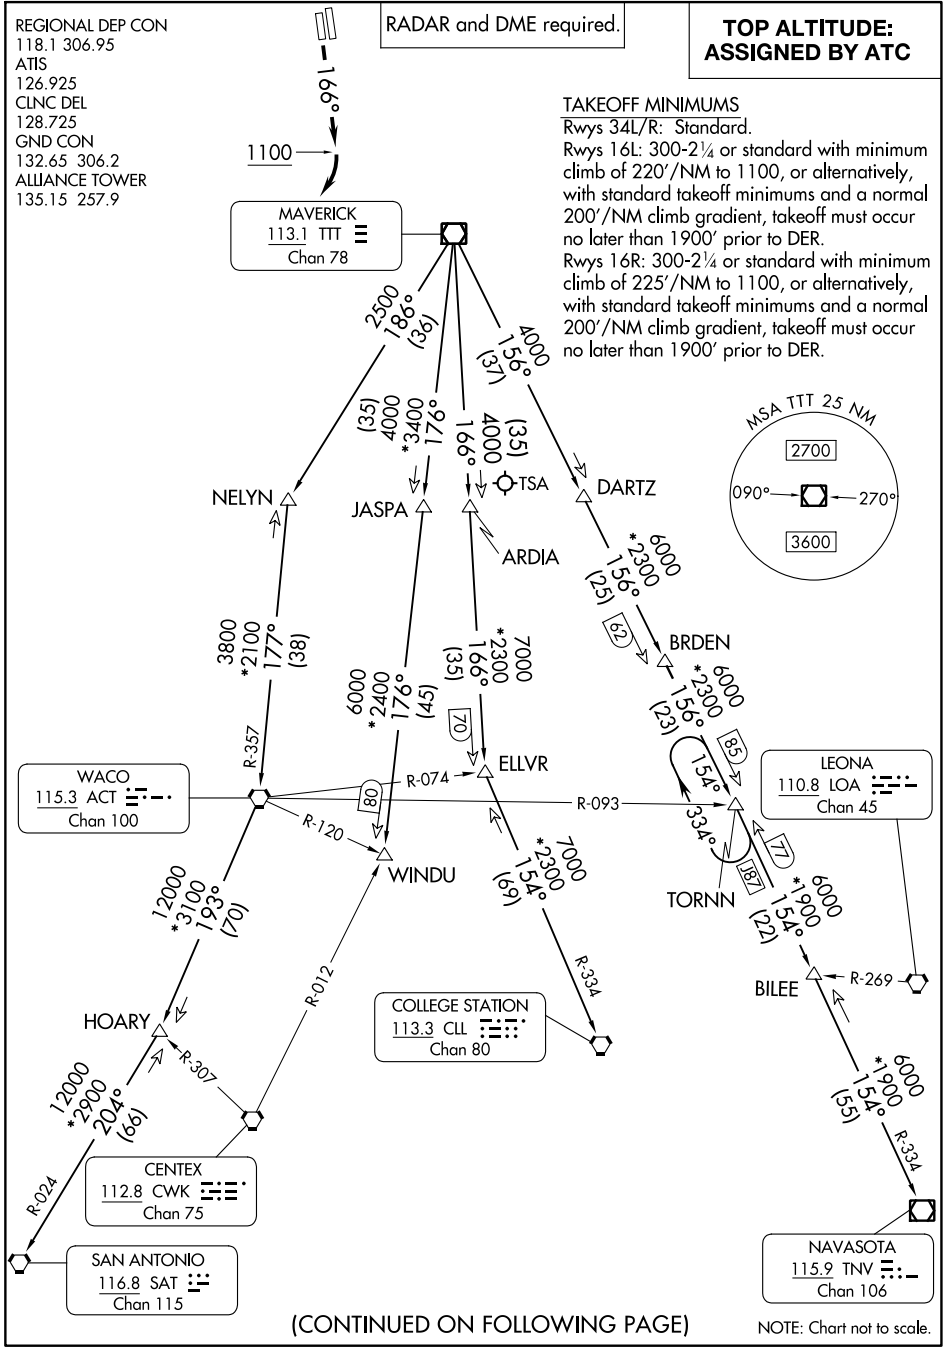 REGIONAL DEP CON
118.1 306.95
ATIS
126.925
CLNC DEL
128.725
GND CON
132.65 306.2
ALLIANCE TOWER
135.15 257.9
RADAR and DME required.
TOP ALTITUDE:
ASSIGNED BY ATC
166°
1100
TAKEOFF MINIMUMS
Rwys 34L/R: Standard.
Rwys 16L: 300-2¼ or standard with minimum
climb of 220'/NM to 1100, or alternatively,
with standard takeoff minimums and a normal
200'/NM climb gradient, takeoff must occur
no later than 1900' prior to DER.
Rwys 16R: 300-2¼ or standard with minimum
climb of 225'/NM to 1100, or alternatively,
with standard takeoff minimums and a normal
200'/NM climb gradient, takeoff must occur
no later than 1900' prior to DER.
MAVERICK
113.1 TTT
Chan 78
2500
186°
(36)
(35)
4000
*3400
176°
(35)
4000
166°
4000
156°
(37)
MSA TTT 25 NM
2700
090°
270°
3600
NELYN
JASPA
TSA
ARDIA
DARTZ
6000
*2300
156°
(25)
62
BRDEN
3800
*2100
177°
(38)
R-357
6000
*2400
176°
(45)
80
7000
*2300
166°
(35)
70
ELLVR
6000
*2300
156°
(23)
85
154°
334°
J87
77
TORNN
WACO
115.3 ACT
Chan 100
R-074
R-093
R-120
WINDU
LEONA
110.8 LOA
Chan 45
12000
*3100
193°
(70)
7000
*2300
154°
(69)
R-334
6000
*1900
154°
(22)
BILEE
R-269
R-012
HOARY
R-307
COLLEGE STATION
113.3 CLL
Chan 80
12000
*2900
204°
(66)
R-024
6000
*1900
154°
(55)
R-334
CENTEX
112.8 CWK
Chan 75
SAN ANTONIO
116.8 SAT
Chan 115
NAVASOTA
115.9 TNV
Chan 106
(CONTINUED ON FOLLOWING PAGE)
NOTE: Chart not to scale.